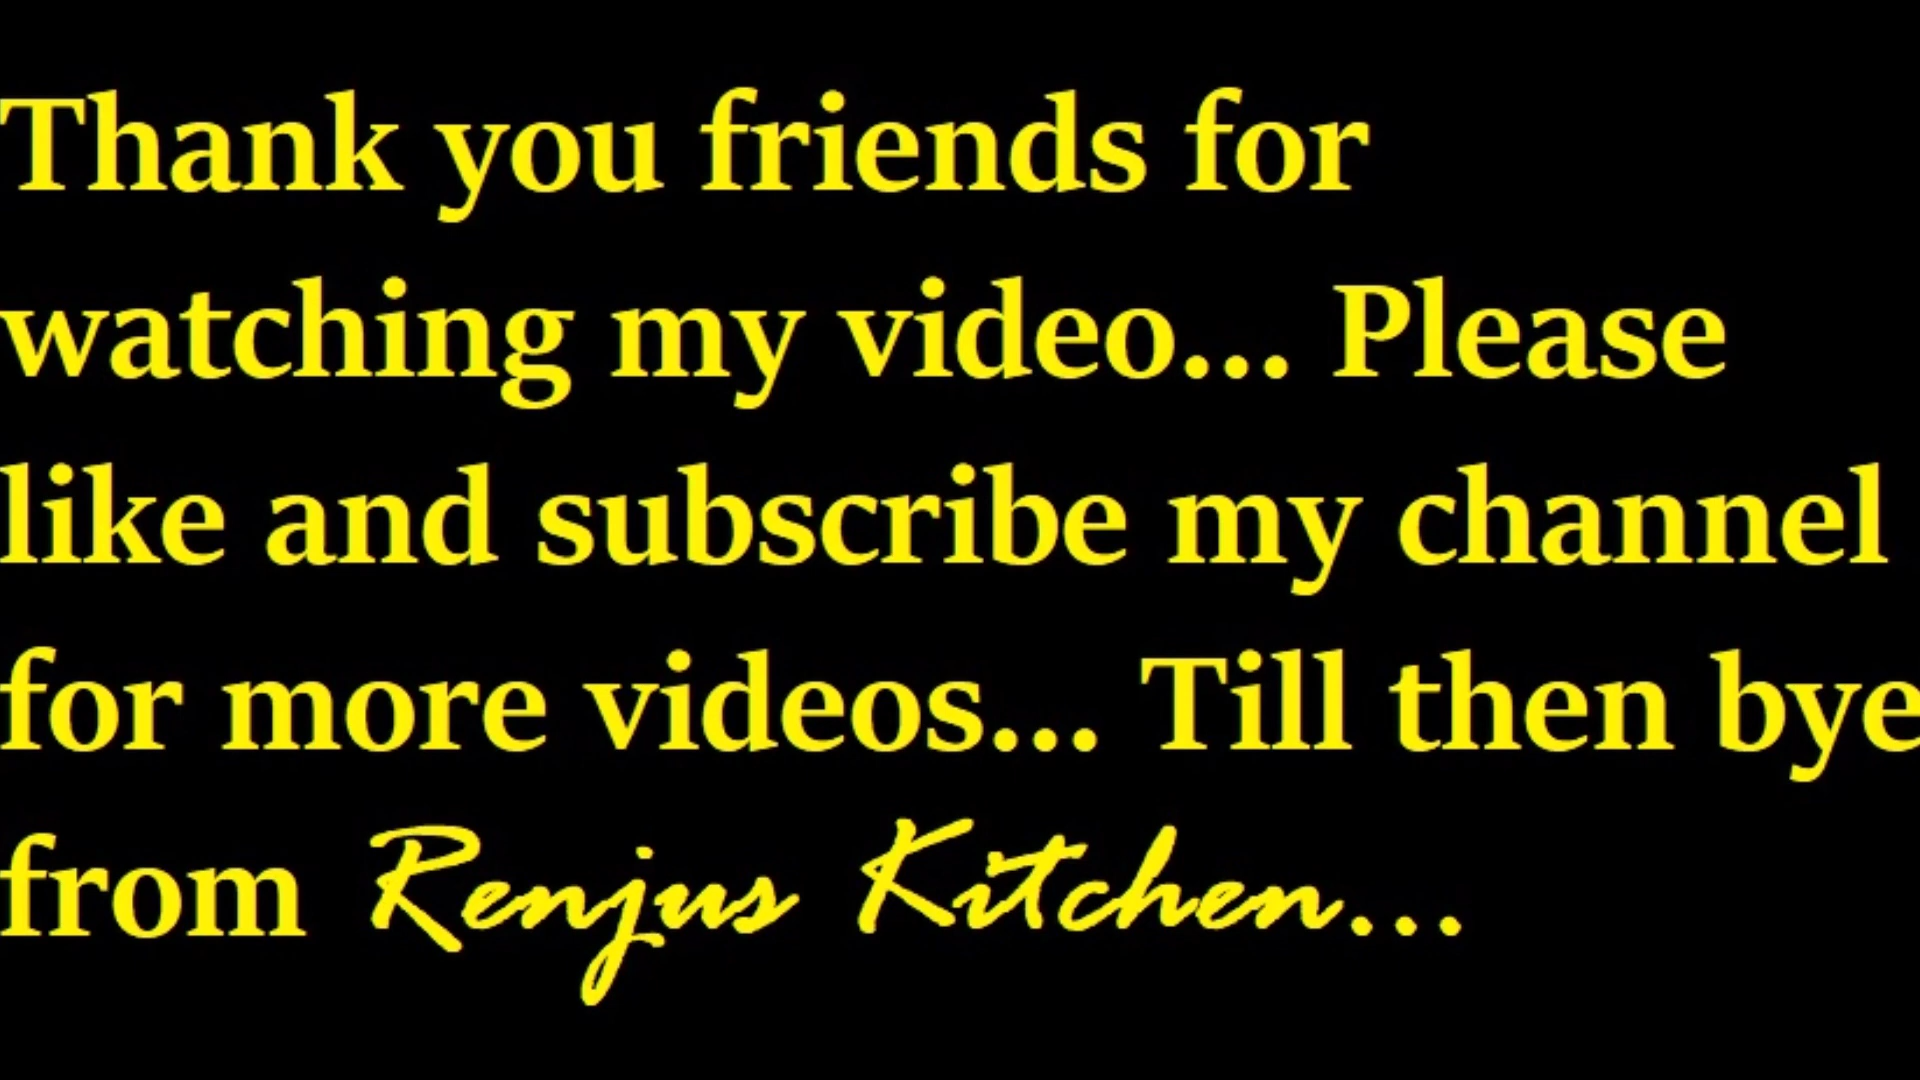 Thank you friends for
watching my video... Please
like and subscribe my channel
for more videos... Till then bye
from Renjus Kitchen...